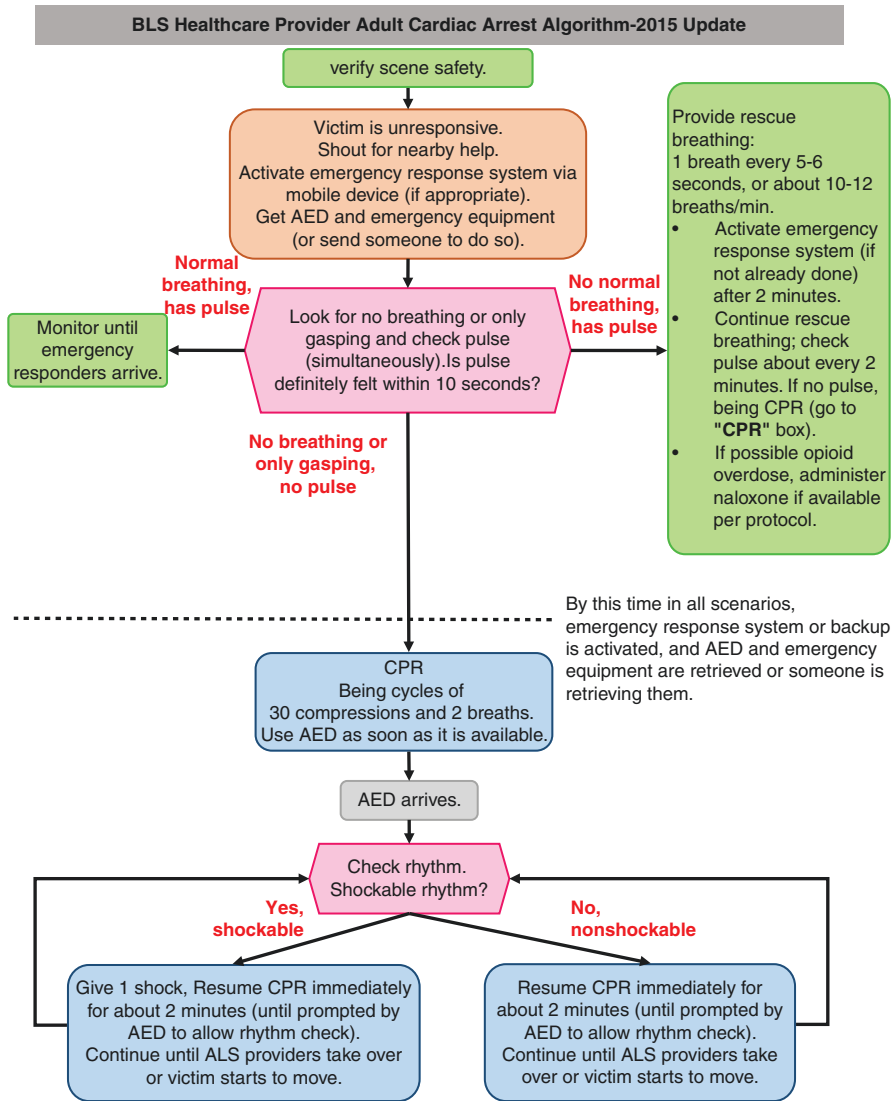 BLS Healthcare Provider Adult Cardiac Arrest Algorithm-2015 Update
verify scene safety.
Victim is unresponsive.
Shout for nearby help.
Activate emergency response system via
mobile device (if appropriate).
Get AED and emergency equipment
(or send someone to do so).
Normal
breathing,
has pulse
Monitor until
emergency
responders arrive.
Look for no breathing or only
gasping and check pulse
(simultaneously).Is pulse
definitely felt within 10 seconds?
No normal
breathing,
has pulse
Provide rescue
breathing:
1 breath every 5-6
seconds, or about 10-12
breaths/min.
• Activate emergency
response system (if
not already done)
after 2 minutes.
• Continue rescue
breathing; check
pulse about every 2
minutes. If no pulse,
being CPR (go to
"CPR" box).
• If possible opioid
overdose, administer
naloxone if available
per protocol.
No breathing or
only gasping,
no pulse
By this time in all scenarios,
emergency response system or backup
is activated, and AED and emergency
equipment are retrieved or someone is
retrieving them.
CPR
Being cycles of
30 compressions and 2 breaths.
Use AED as soon as it is available.
AED arrives.
Check rhythm.
Shockable rhythm?
Yes,
shockable
No,
nonshockable
Give 1 shock, Resume CPR immediately
for about 2 minutes (until prompted by
AED to allow rhythm check).
Continue until ALS providers take over
or victim starts to move.
Resume CPR immediately for
about 2 minutes (until prompted by
AED to allow rhythm check).
Continue until ALS providers take
over or victim starts to move.